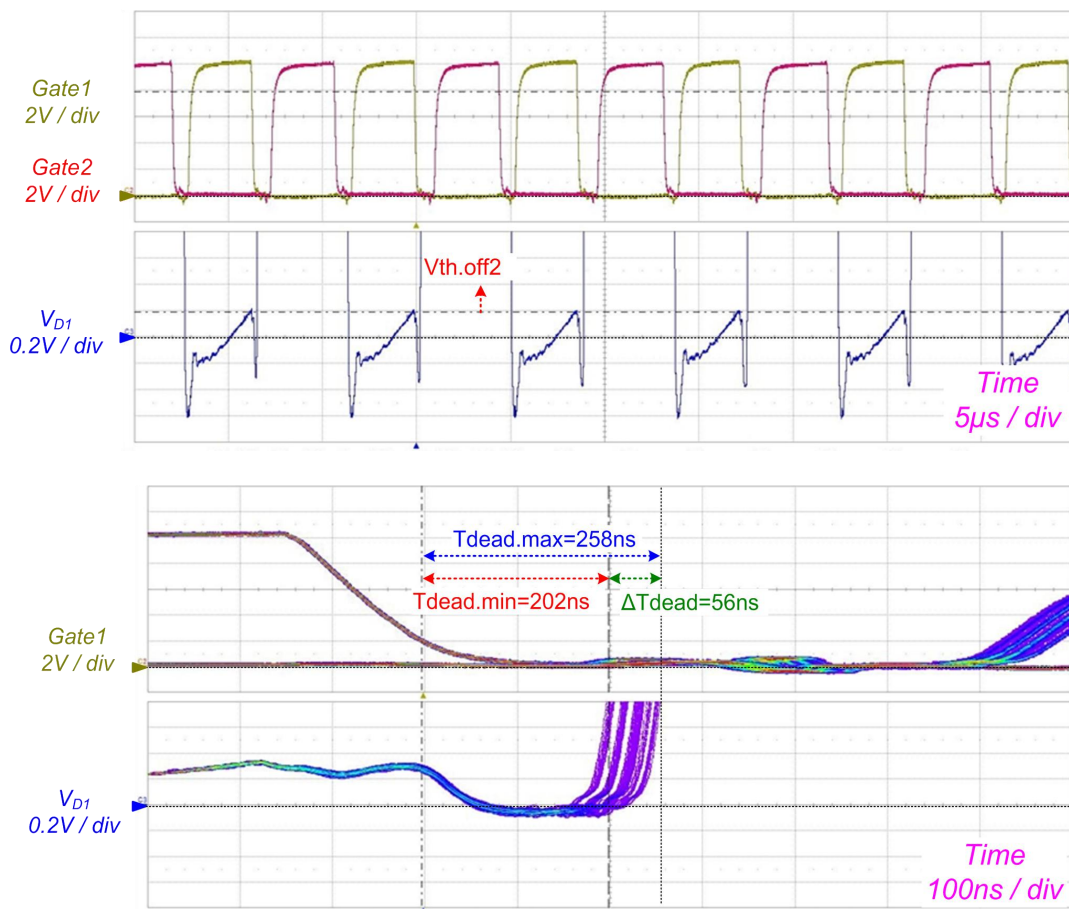 Gate1
2V / div
Gate2
2V / div
Vth.off2
VD1
0.2V / div
Time
5µs / div
Tdead.max=258ns
Tdead.min=202ns
ΔTdead=56ns
Gate1
2V / div
VD1
0.2V / div
Time
100ns / div